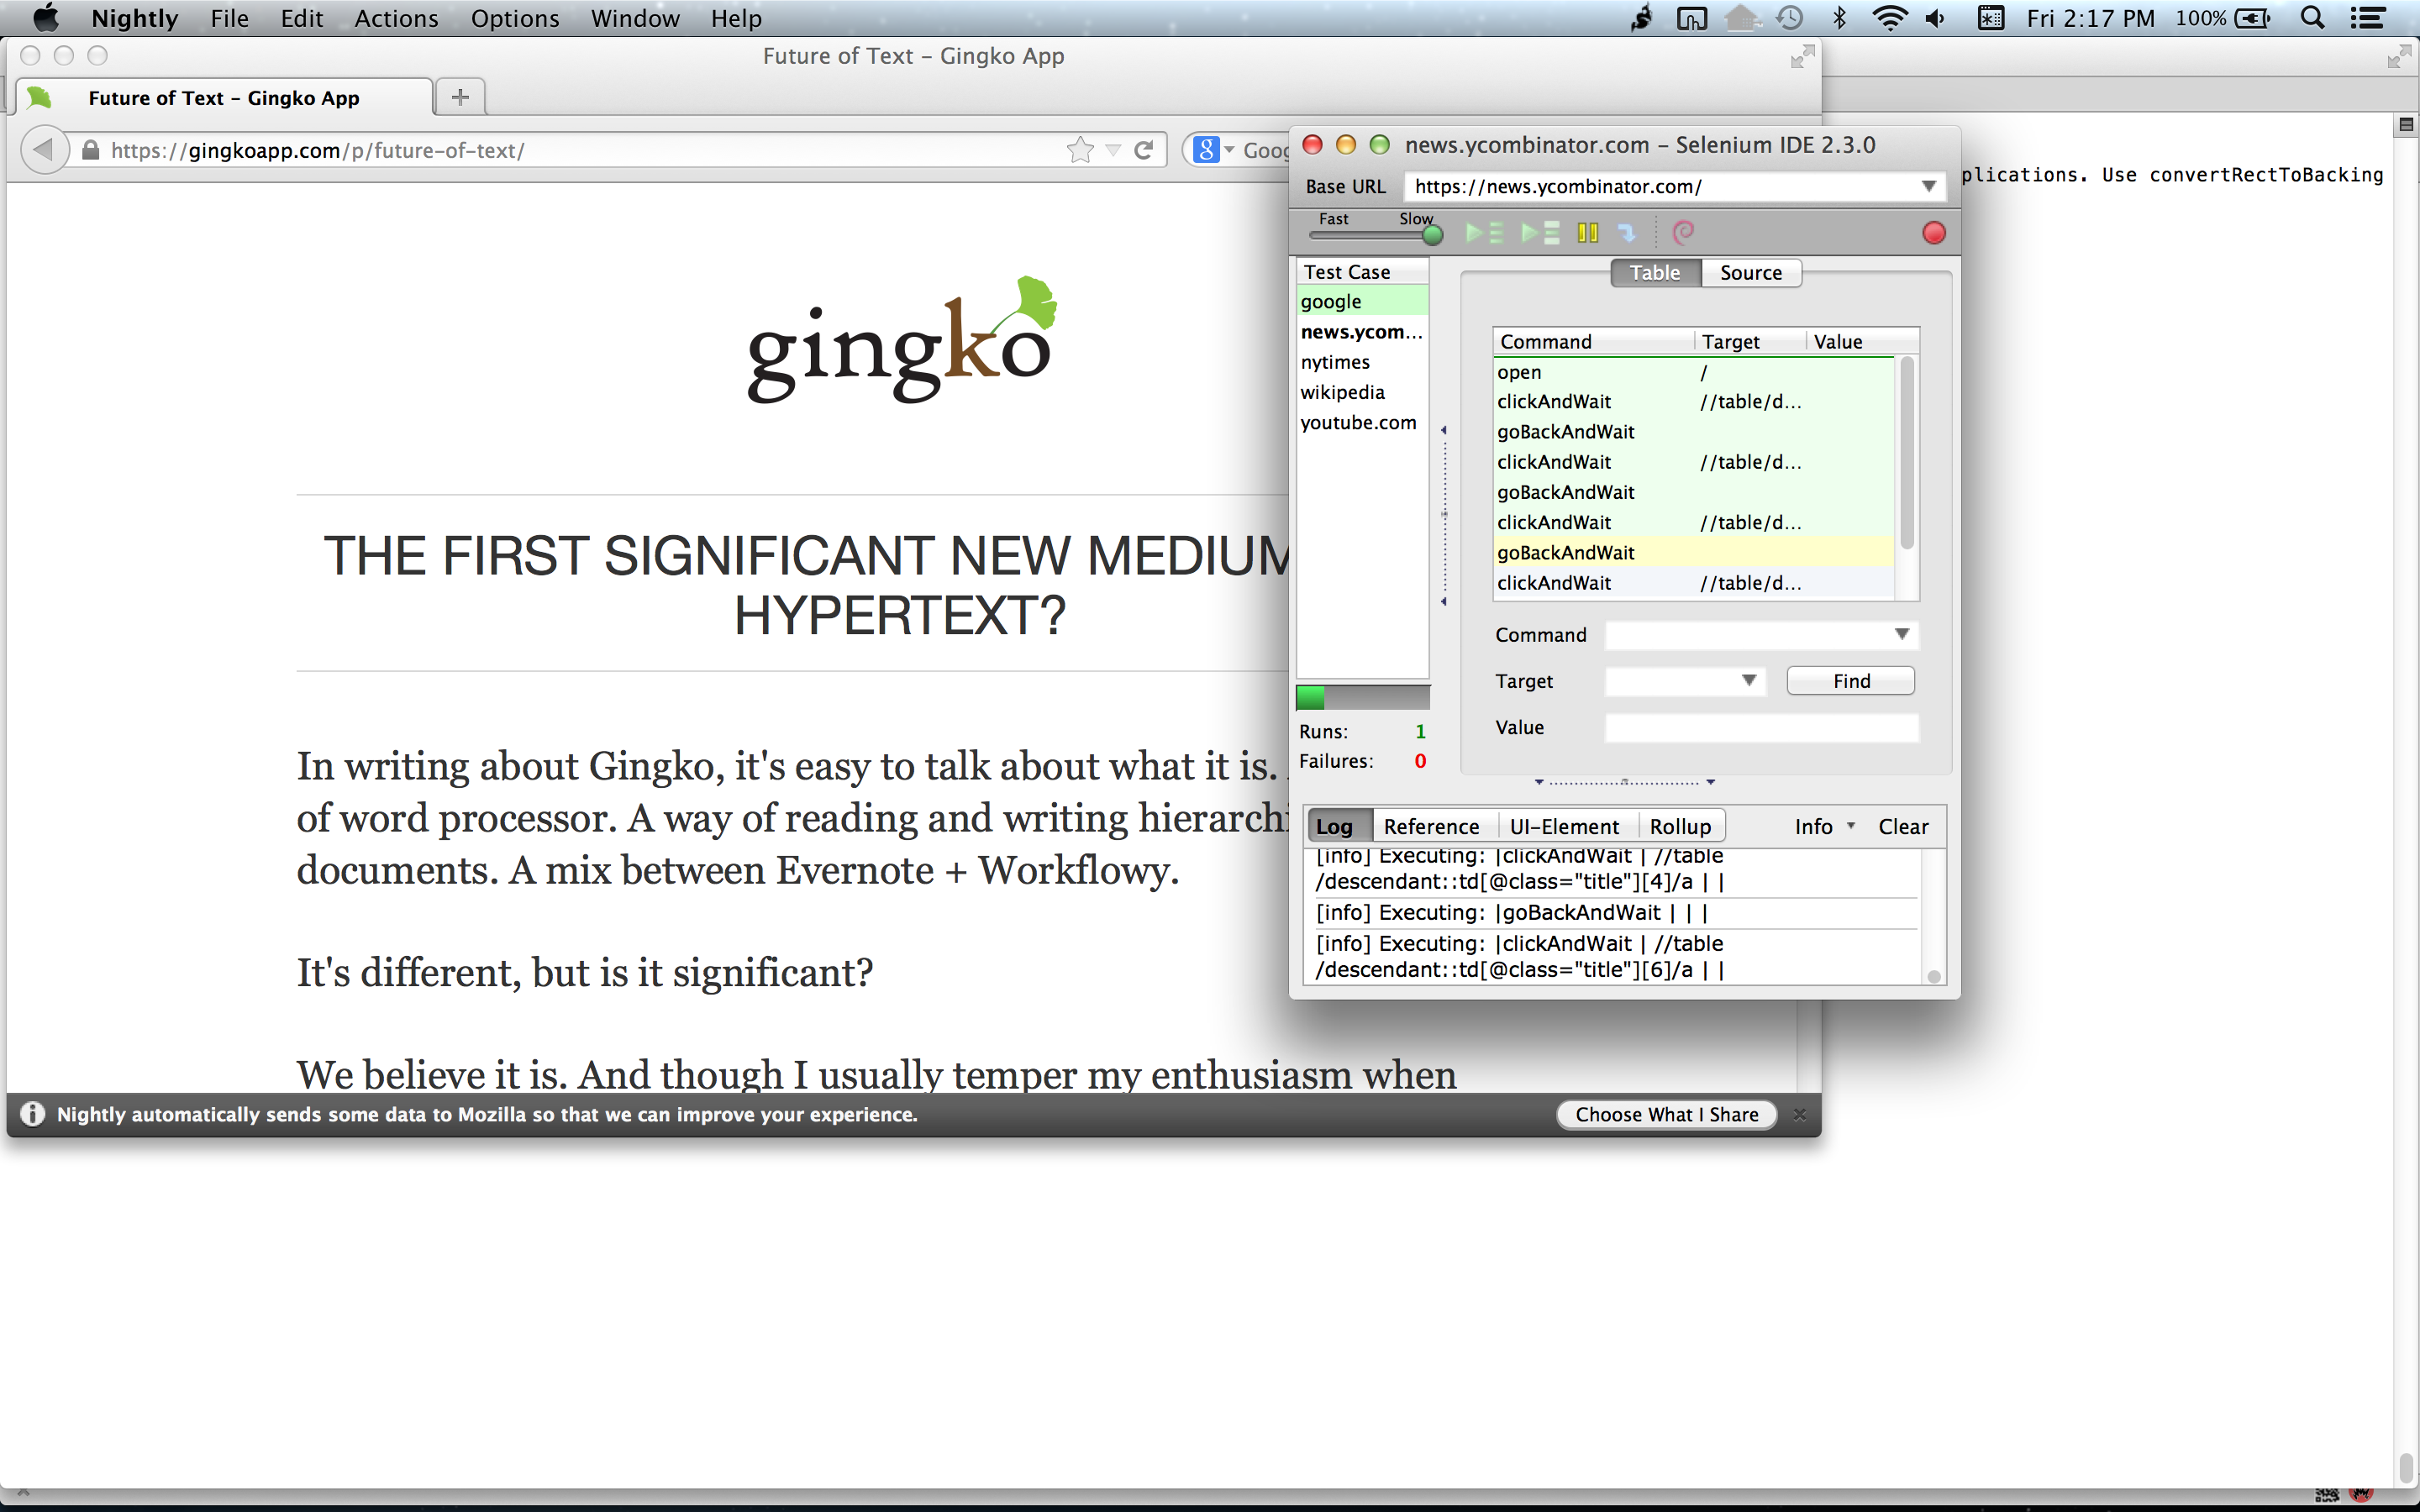 Nightly File Edit Actions Options Window Help
Fri 2:17 PM 100%
Future of Text – Gingko App
Future of Text – Gingko App
https://gingkoapp.com/p/future-of-text/
gingko
THE FIRST SIGNIFICANT NEW MEDIUM
HYPERTEXT?
In writing about Gingko, it's easy to talk about what it is.
of word processor. A way of reading and writing
documents. A mix between Evernote + Workflowy.
It's different, but is it significant?
We believe it is. And though I usually temper my enthusiasm when
Nightly automatically sends some data to Mozilla so that we can improve your experience.
Choose What I Share
news.ycombinator.com – Selenium IDE 2.3.0
Base URL https://news.ycombinator.com/
Fast Slow
Test Case
google
news.ycom...
nytimes
wikipedia
youtube.com
Runs: 1
Failures: 0
Table Source
Command Target Value
open /
clickAndWait //table/d...
goBackAndWait
clickAndWait //table/d...
goBackAndWait
clickAndWait //table/d...
goBackAndWait
clickAndWait //table/d...
Command
Target Find
Value
Log Reference UI-Element Rollup Info Clear
[info] Executing: |clickAndWait | //table
/descendant::td[@class="title"][4]/a | |
[info] Executing: |goBackAndWait | | |
[info] Executing: |clickAndWait | //table
/descendant::td[@class="title"][6]/a | |
plications. Use convertRectToBacking